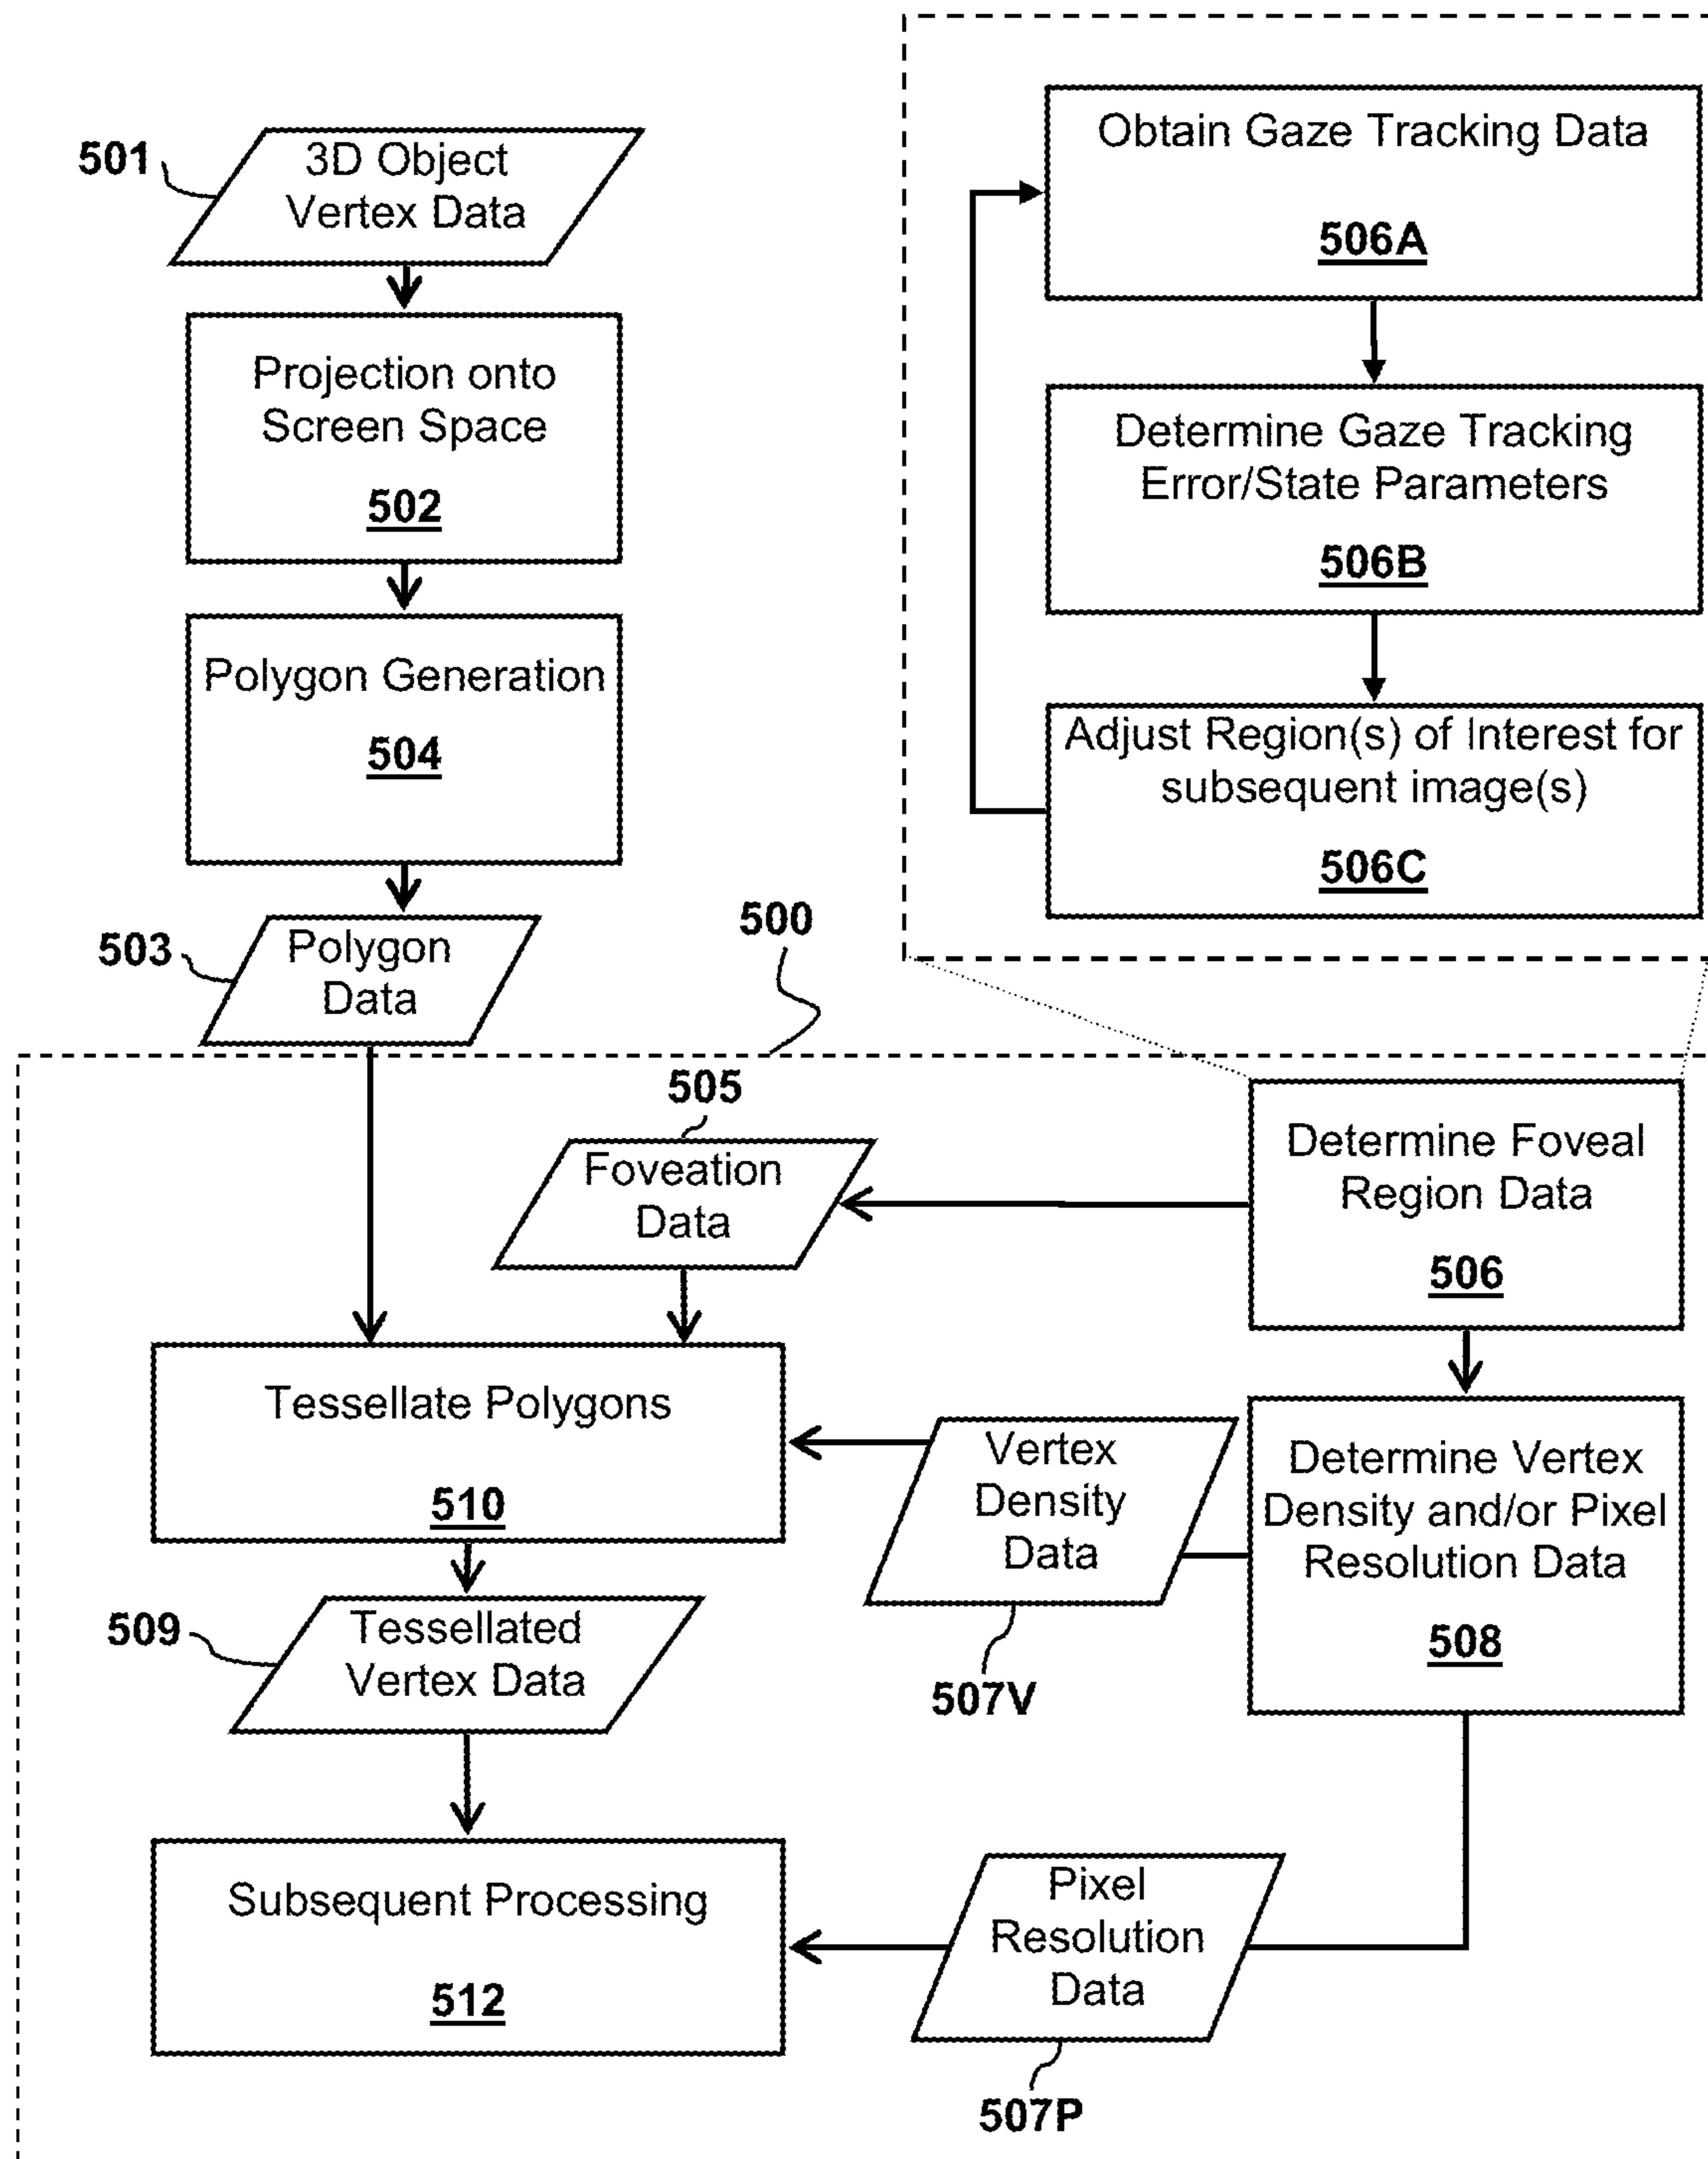 501
3D Object
Vertex Data
Projection onto
Screen Space
502
Polygon Generation
504
503
Polygon
Data
Obtain Gaze Tracking Data
506A
Determine Gaze Tracking
Error/State Parameters
506B
Adjust Region(s) of Interest for
subsequent image(s)
506C
500
505
Foveation
Data
Determine Foveal
Region Data
506
Tessellate Polygons
510
Vertex
Density
Data
507V
Determine Vertex
Density and/or Pixel
Resolution Data
508
509
Tessellated
Vertex Data
Subsequent Processing
512
Pixel
Resolution
Data
507P